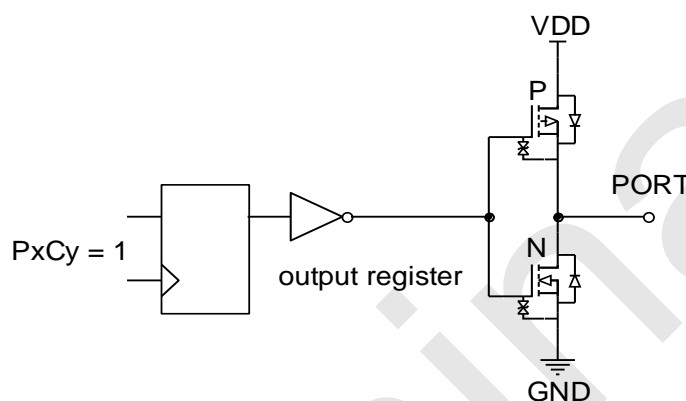 VDD
P
PORT
PxCy = 1
N
output register
GND